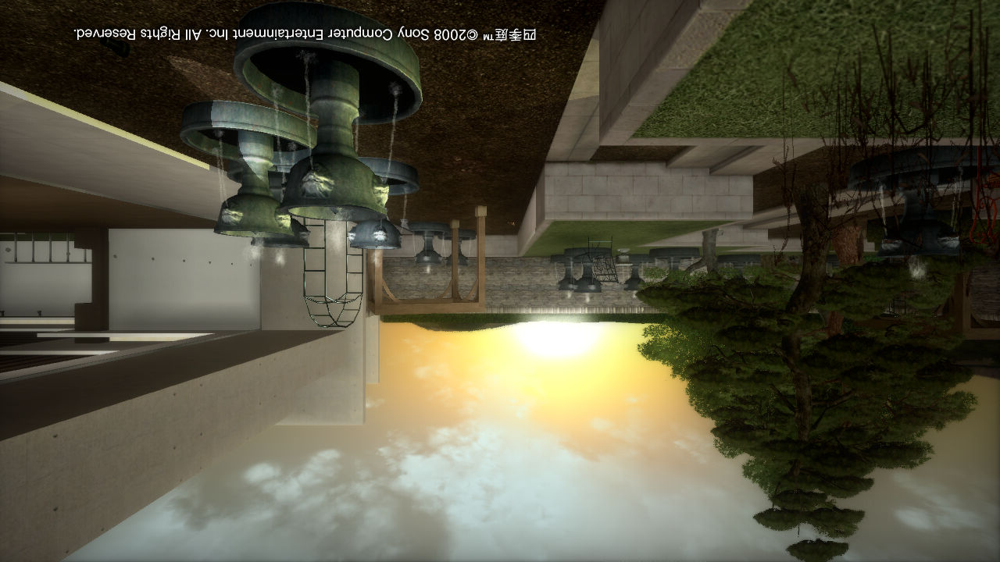 四季庭™ ©2008 Sony Computer Entertainment Inc. All Rights Reserved.